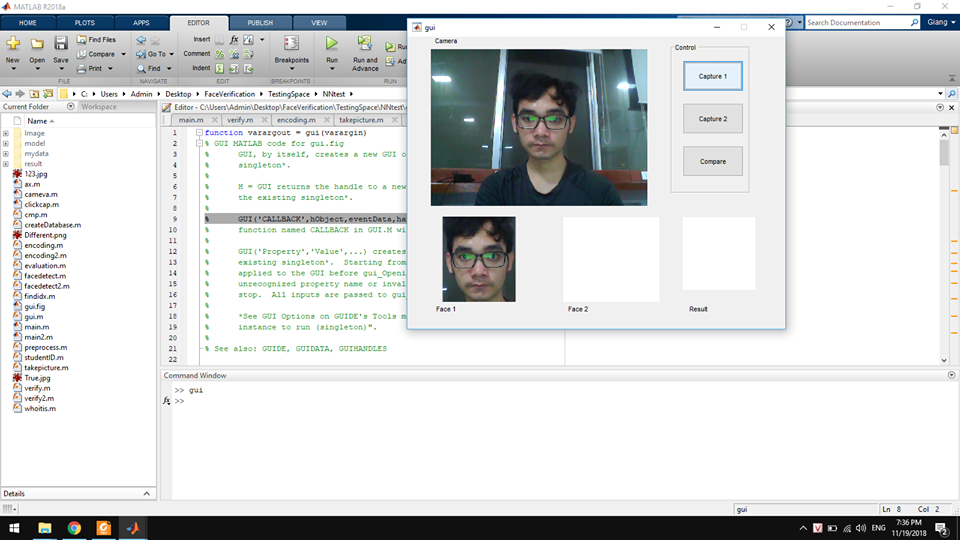 MATLAB R2018a
HOME PLOTS APPS EDITOR PUBLISH VIEW
Search Documentation
Giang
New Open Save
Find Files
Compare
Print
Go To
Find
Insert
Comment
Indent
Breakpoints
Run
Run and
Advance
FILE NAVIGATE EDIT BREAKPOINTS RUN
C: Users Admin Desktop FaceVerification TestingSpace NNtest
Current Folder
Workspace
Name
Image
model
mydata
result
123.jpg
ax.m
cameva.m
clickcap.m
cmp.m
createDatabase.m
Different.png
encoding.m
encoding2.m
evaluation.m
facedetect.m
facedetect2.m
findidx.m
gui.fig
gui.m
main.m
main2.m
preprocess.m
studentID.m
takepicture.m
True.jpg
verify.m
verify2.m
whoitis.m
Details
Editor - C:\Users\Admin\Desktop\FaceVerification\TestingSpace\NNtest\
main.m verify.m encoding.m takepicture.m
1 function varargout = gui(varargin)
2 % GUI MATLAB code for gui.fig
3 % GUI, by itself, creates a new GUI o
4 % singleton*.
5 %
6 % H = GUI returns the handle to a new
7 % the existing singleton*.
8 %
9 % GUI('CALLBACK',hObject,eventData,ha
10 % function named CALLBACK in GUI.M wi
11 %
12 % GUI('Property','Value',...) creates
13 % existing singleton*. Starting from
14 % applied to the GUI before gui_Openi
15 % unrecognized property name or inval
16 % stop. All inputs are passed to gui
17 %
18 % *See GUI Options on GUIDE's Tools m
19 % instance to run (singleton)".
20 %
21 % See also: GUIDE, GUIDATA, GUIHANDLES
22
gui
Camera
Control
Capture 1
Capture 2
Compare
Face 1
Face 2
Result
Command Window
>> gui
fx >>
gui
Ln 8 Col 2
ENG
7:36 PM
11/19/2018
2